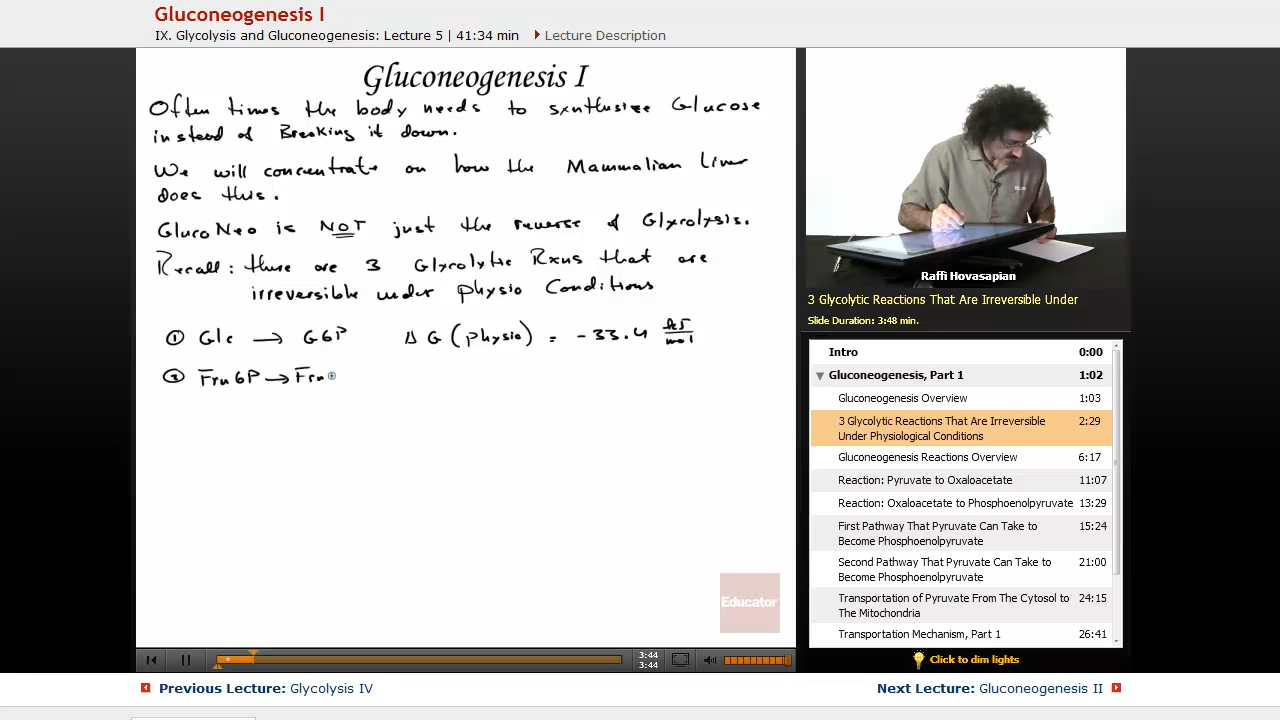 Gluconeogenesis I
IX. Glycolysis and Gluconeogenesis: Lecture 5 | 41:34 min
Lecture Description
Gluconeogenesis I
Often times the body needs to synthesize Glucose
instead of Breaking it down.
We will concentrate on how the Mammalian Liver
does this.
GlucoNeo is NOT just the reverse of Glycolysis.
Recall: there are 3 Glycolytic Rxns that are
irreversible under physio Conditions
① Glc → G6P Δ G (physio) = -33.4 kJ/mol
② Fru 6P → Fru
Educator
3:44
3:44
Raffi Hovasapian
3 Glycolytic Reactions That Are Irreversible Under
Slide Duration: 3:48 min.
Intro 0:00
Gluconeogenesis, Part 1 1:02
Gluconeogenesis Overview 1:03
3 Glycolytic Reactions That Are Irreversible 2:29
Under Physiological Conditions
Gluconeogenesis Reactions Overview 6:17
Reaction: Pyruvate to Oxaloacetate 11:07
Reaction: Oxaloacetate to Phosphoenolpyruvate 13:29
First Pathway That Pyruvate Can Take to 15:24
Become Phosphoenolpyruvate
Second Pathway That Pyruvate Can Take to 21:00
Become Phosphoenolpyruvate
Transportation of Pyruvate From The Cytosol to 24:15
The Mitochondria
Transportation Mechanism, Part 1 26:41
Click to dim lights
Previous Lecture: Glycolysis IV
Next Lecture: Gluconeogenesis II